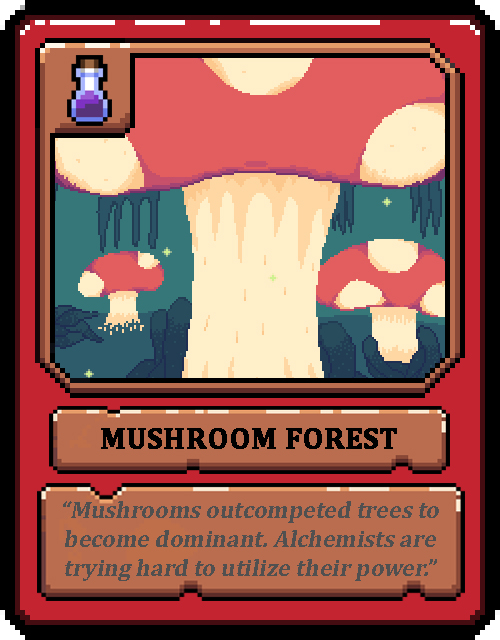 MUSHROOM FOREST
“Mushrooms outcompeted trees to
become dominant. Alchemists are
trying hard to utilize their power.”